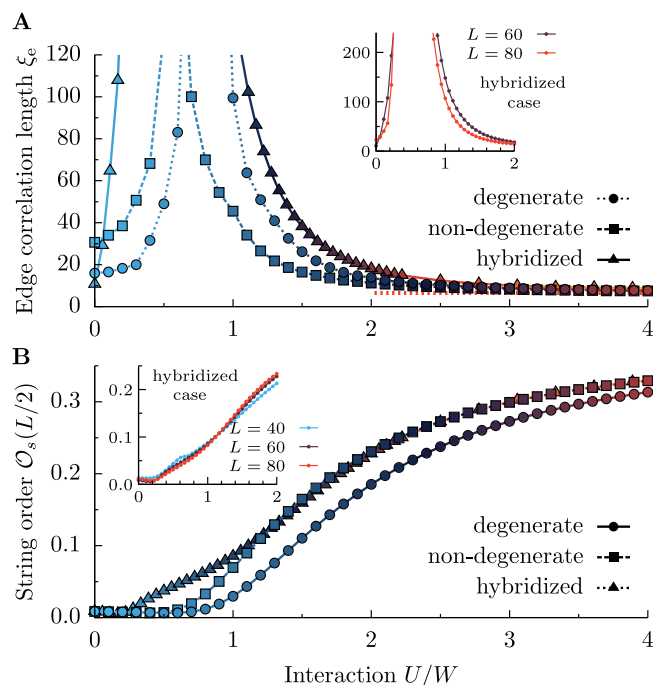 A
Edge correlation length ξe
120
100
80
60
40
20
0
0
1
2
3
4
L = 60
L = 80
hybridized
case
200
100
0
0
1
2
degenerate
non-degenerate
hybridized
B
String order Os(L/2)
0.3
0.2
0.1
0.0
hybridized
case
0.2
0.1
0.0
0
1
2
L = 40
L = 60
L = 80
degenerate
non-degenerate
hybridized
0
1
2
3
4
Interaction U/W